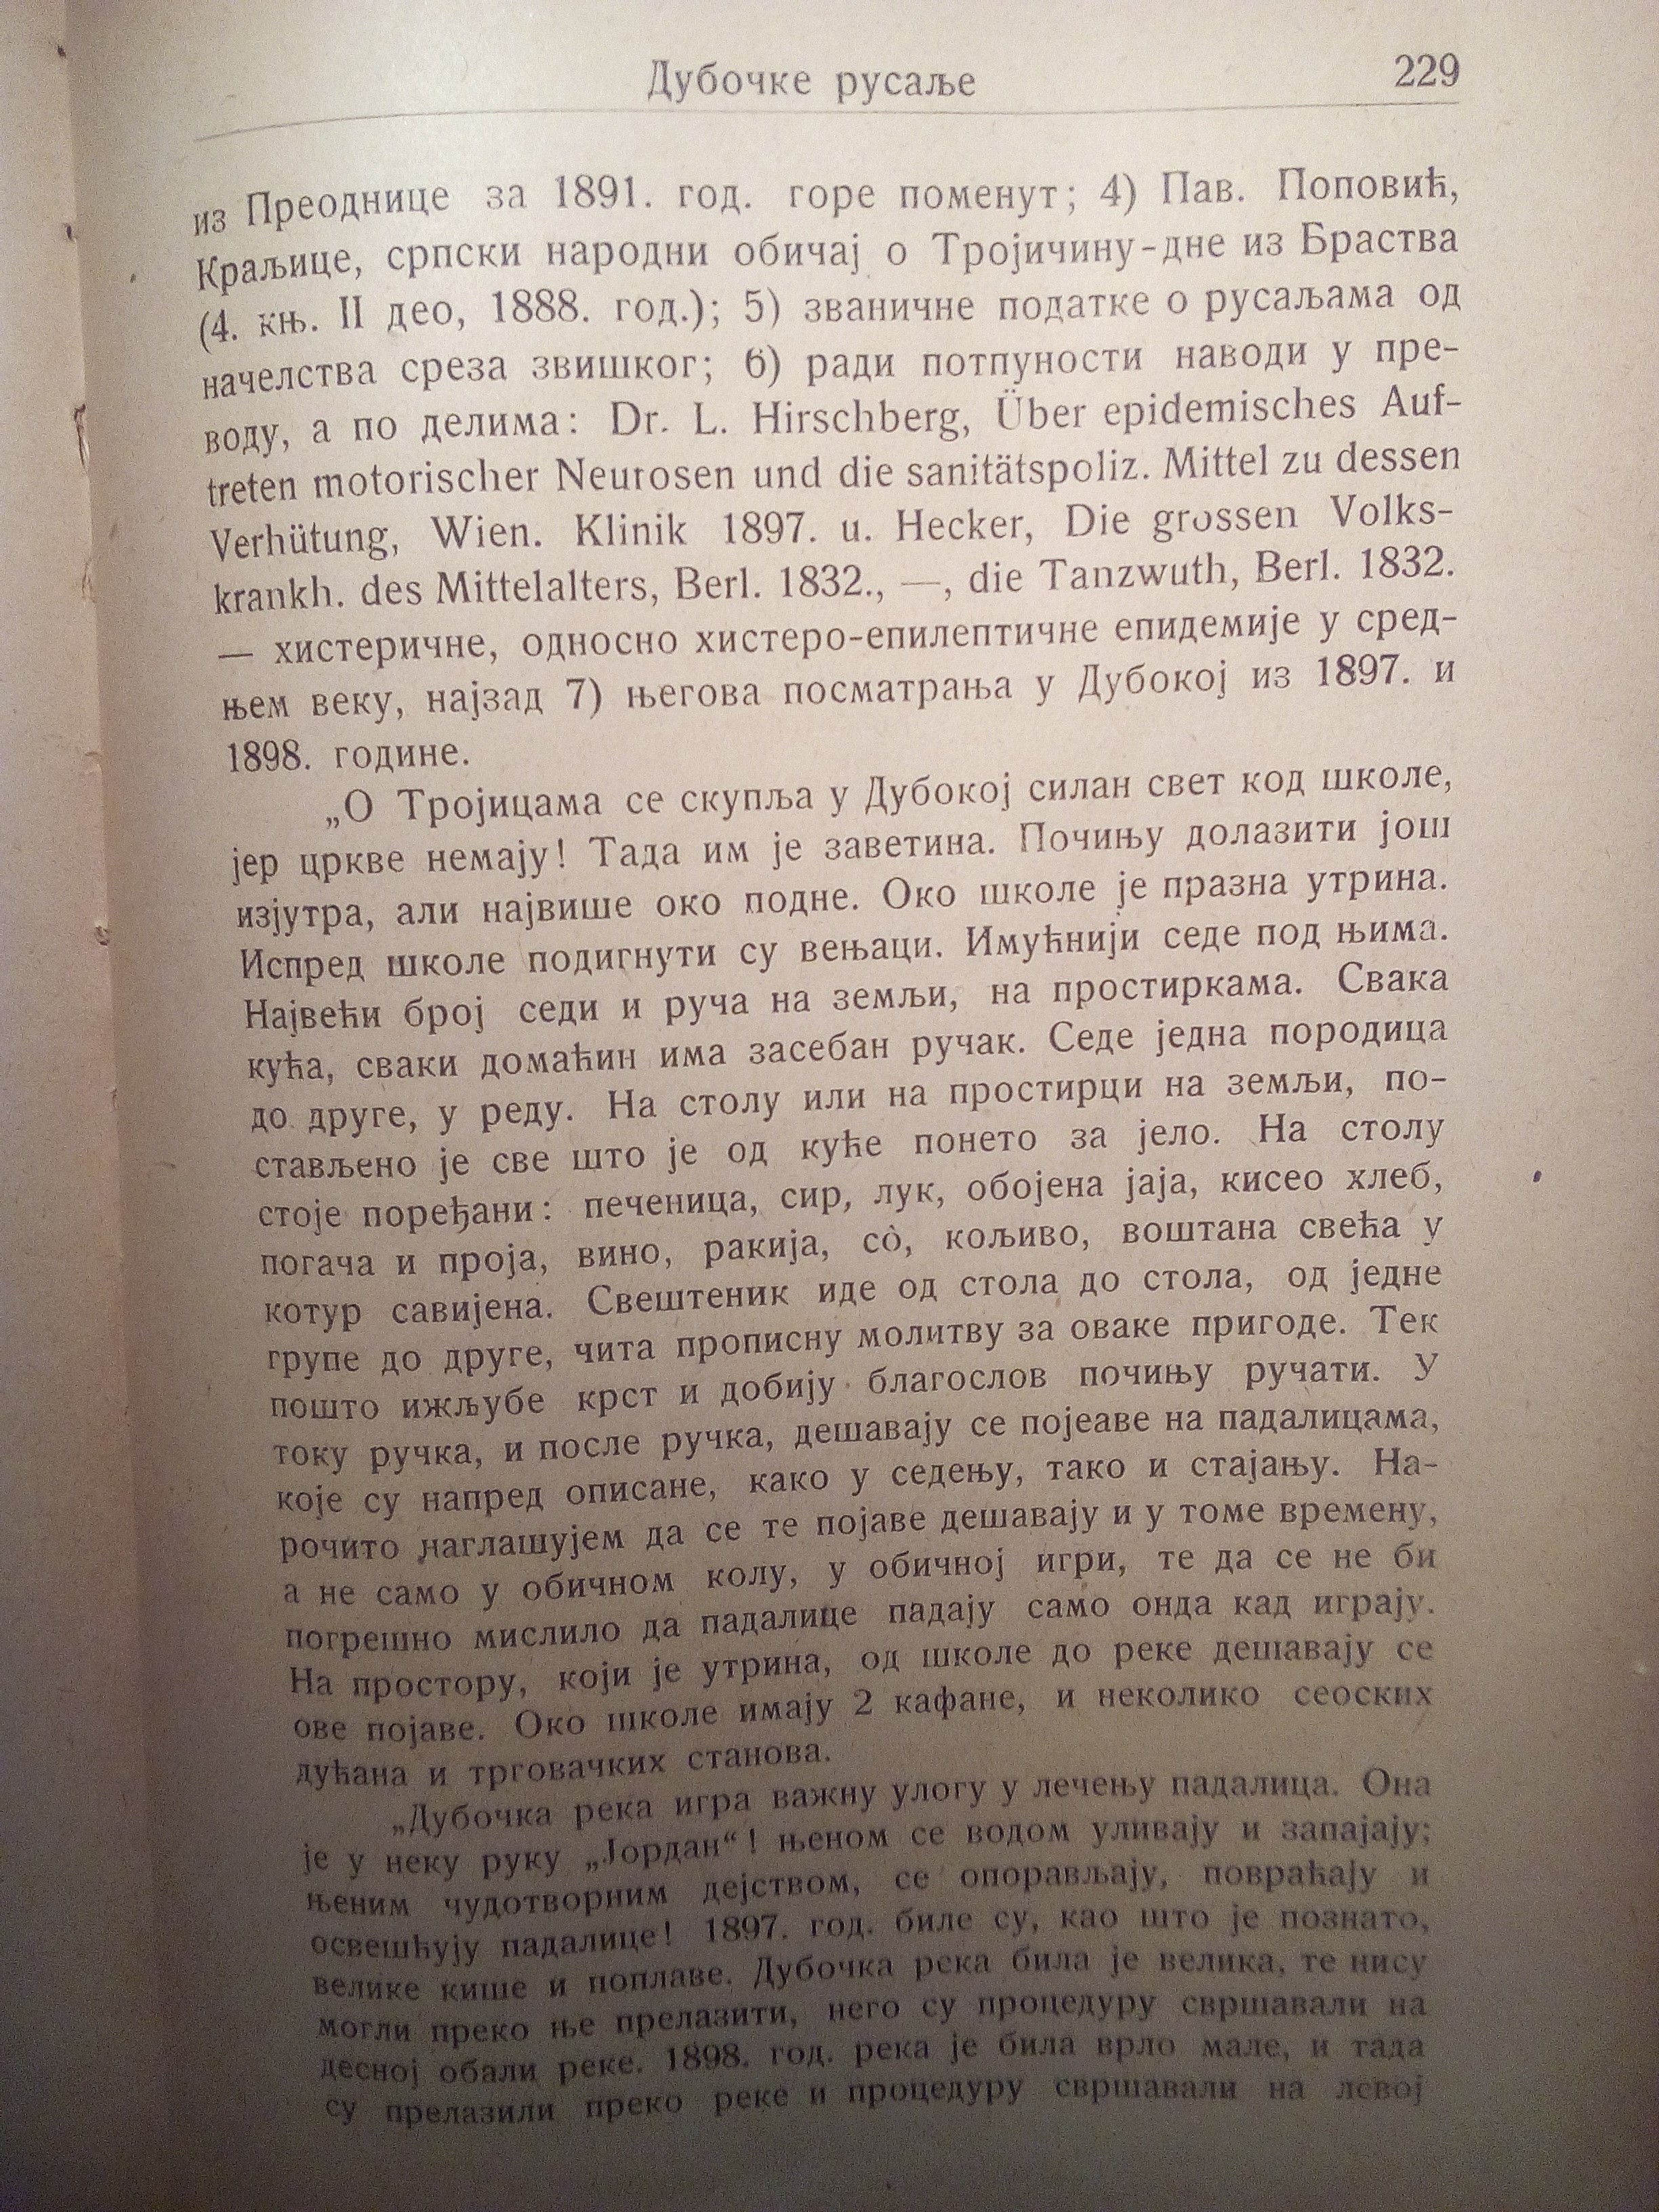 Дубочке русаље 229
из Преоднице за 1891. год. горе поменут; 4) Пав. Поповић,
Краљице, српски народни обичај о Тројичину-дне из Браства
(4. књ. II део, 1888. год.); 5) званичне податке о русаљама од
начелства среза звишког; 6) ради потпуности наводи у пре-
воду, а по делима: Dr. L. Hirschberg, Über epidemisches Auf-
treten motorischer Neurosen und die sanitätspoliz. Mittel zu dessen
Verhütung, Wien. Klinik 1897. u. Hecker, Die grossen Volks-
krankh. des Mittelalters, Berl. 1832., —, die Tanzwuth, Berl. 1832.
— хистеричне, односно хистеро-епилептичне епидемије у сред-
њем веку, најзад 7) његова посматрања у Дубокој из 1897. и
1898. године.
„О Тројицама се скупља у Дубокој силан свет код школе,
јер цркве немају! Тада им је заветина. Почињу долазити још
изјутра, али највише око подне. Око школе је празна утрина.
Испред школе подигнути су вењаци. Имућнији седе под њима.
Највећи број седи и руча на земљи, на простиркама. Свака
кућа, сваки домаћин има засебан ручак. Седе једна породица
до друге, у реду. На столу или на простирци на земљи, по-
стављено је све што је од куће понето за јело. На столу
стоје поређани: печеница, сир, лук, обојена јаја, кисео хлеб,
погача и проја, вино, ракија, сò, кољиво, воштана свећа у
котур савијена. Свештеник иде од стола до стола, од једне
групе до друге, чита прописну молитву за оваке пригоде. Тек
пошто ижљубе крст и добију благослов почињу ручати. У
току ручка, и после ручка, дешавају се појеаве на падалицама,
које су напред описане, како у седењу, тако и стајању. На-
рочито наглашујем да се те појаве дешавају и у томе времену,
а не само у обичном колу, у обичној игри, те да се не би
погрешно мислило да падалице падају само онда кад играју.
На простору, који је утрина, од школе до реке дешавају се
ове појаве. Око школе имају 2 кафане, и неколико сеоских
дућана и трговачких станова.
„Дубочка река игра важну улогу у лечењу падалица. Она
је у неку руку „Јордан“! њеном се водом уливају и запајају;
њеним чудотворним дејством, се опорављају, повраћају и
освешћују падалице! 1897. год. биле су, као што је познато,
велике кише и поплаве. Дубочка река била је велика, те нису
могли преко ње прелазити, него су процедуру свршавали на
десној обали реке. 1898. год. река је била врло мале, и тада
су прелазили преко реке и процедуру свршавали на левој